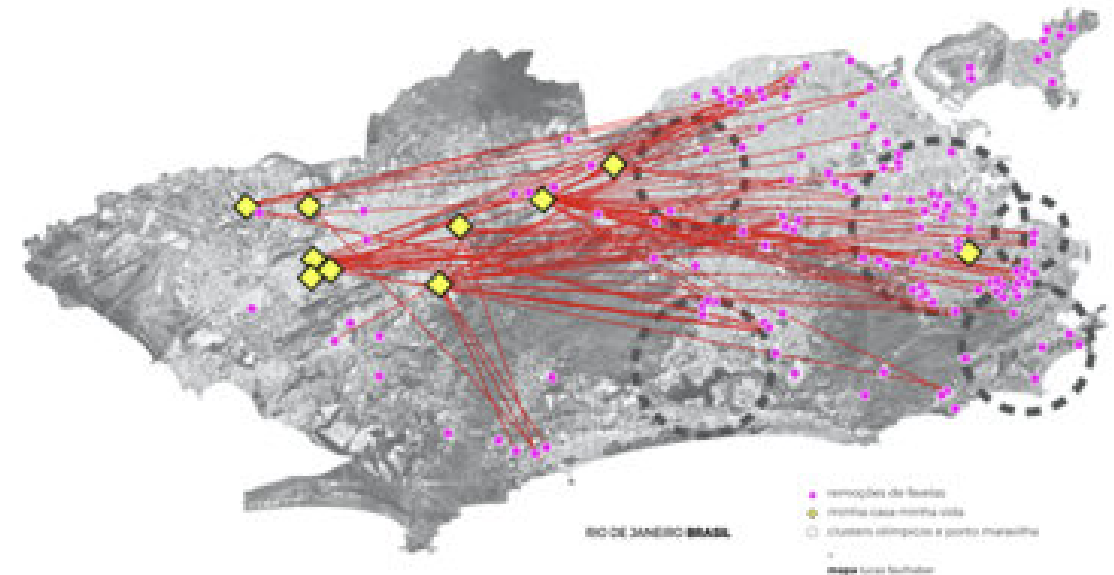 remoções de favelas
minha casa minha vida
clusters olímpicos e porto maravilha
RIO DE JANEIRO BRASIL
mapa lucas faulhaber